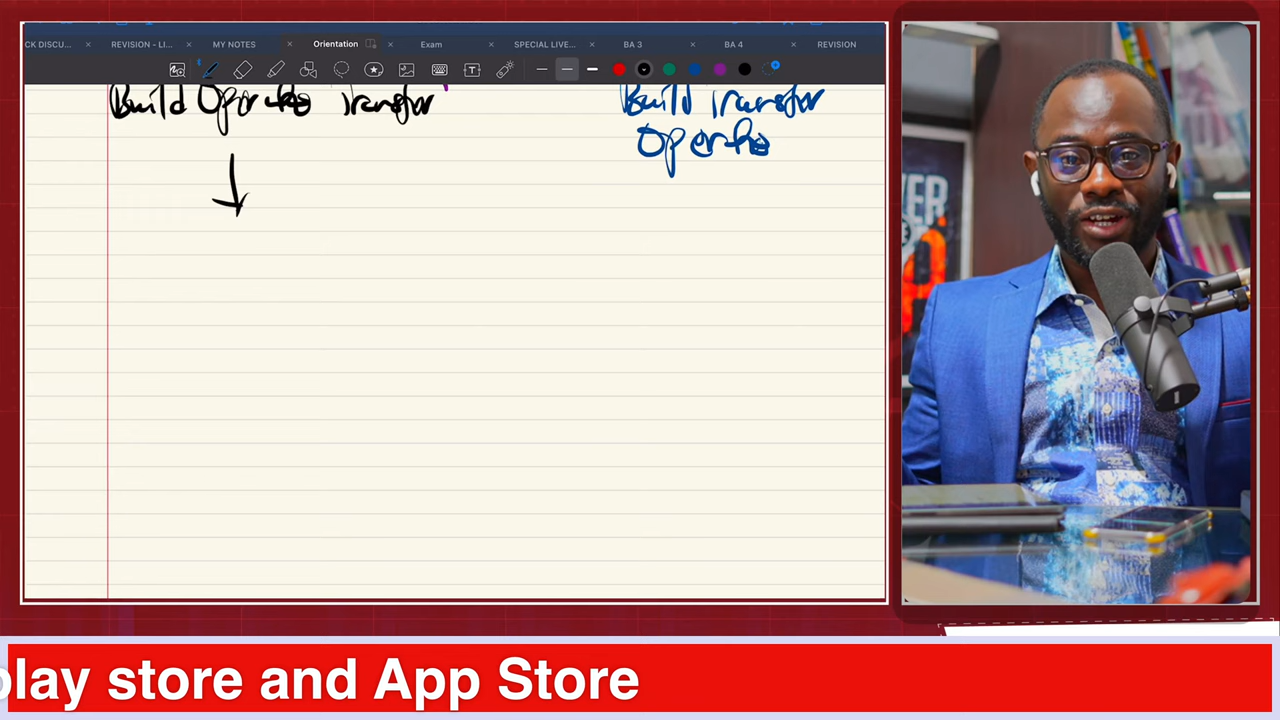 CK DISCU...
REVISION - LI...
MY NOTES
Orientation
Exam
SPECIAL LIVE...
BA 3
BA 4
REVISION
Build Operate Transfer
Build Transfer
Operate
play store and App Store